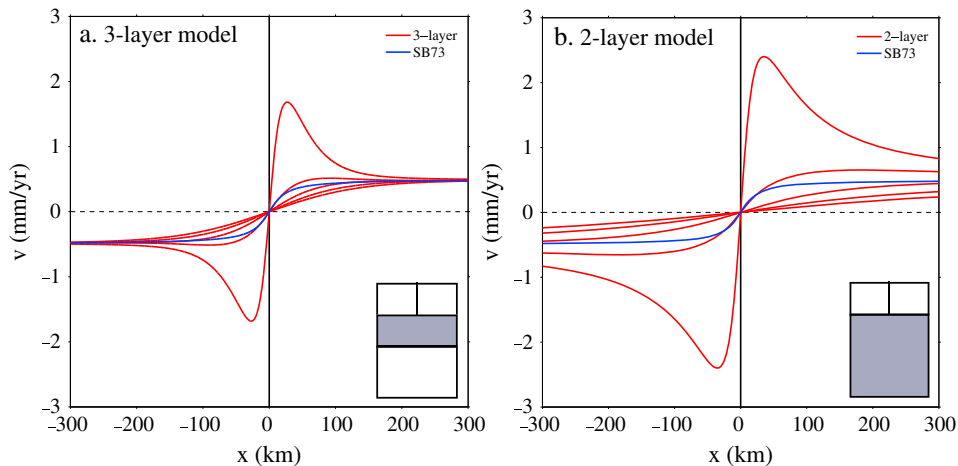 a. 3-layer model
3–layer
SB73
v (mm/yr)
3
2
1
0
–1
–2
–3
–300
–200
–100
0
100
200
300
x (km)
b. 2-layer model
2–layer
SB73
v (mm/yr)
3
2
1
0
–1
–2
–3
–300
–200
–100
0
100
200
300
x (km)